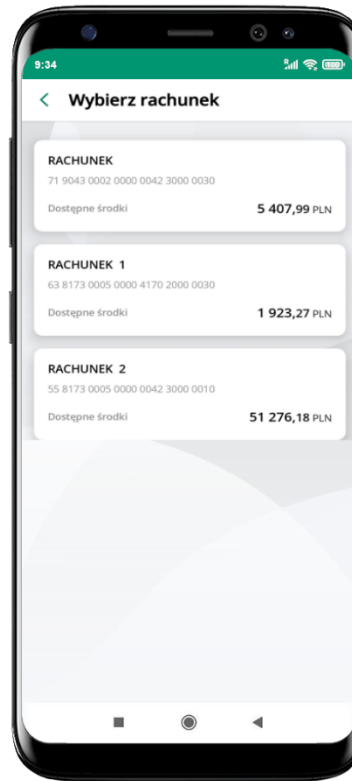 9:34
Wybierz rachunek
RACHUNEK
71 9043 0002 0000 0042 3000 0030
Dostępne środki 5 407,99 PLN
RACHUNEK 1
63 8173 0005 0000 4170 2000 0030
Dostępne środki 1 923,27 PLN
RACHUNEK 2
55 8173 0005 0000 0042 3000 0010
Dostępne środki 51 276,18 PLN